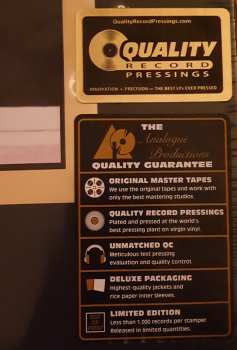 QualityRecordPressings.com
QUALITY
RECORD
PRESSINGS
INNOVATION + PRECISION = THE BEST LPs EVER PRESSED
THE
Analogue
Productions
QUALITY GUARANTEE
ORIGINAL MASTER TAPES
We use the original tapes and work with
only the best mastering studios.
QUALITY RECORD PRESSINGS
Plated and pressed at the world's
best pressing plant on virgin vinyl.
UNMATCHED QC
Meticulous test pressing
evaluation and quality control.
DELUXE PACKAGING
Highest-quality jackets and
rice paper inner sleeves.
LIMITED EDITION
Less than 1,000 records per stamper.
Released in limited quantities.